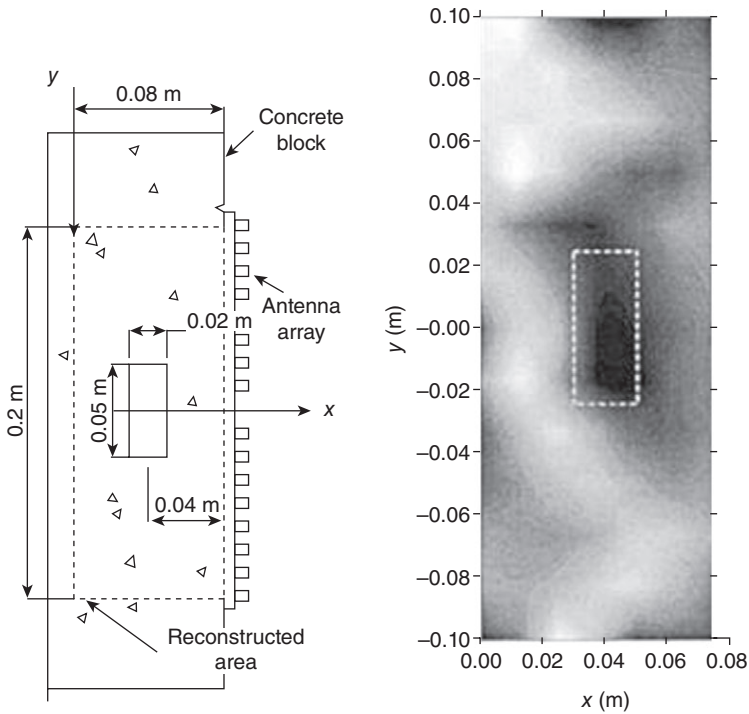 y
0.08 m
Concrete
block
Antenna
array
0.02 m
0.05 m
0.2 m
x
0.04 m
Reconstructed
area
0.10
0.08
0.06
0.04
0.02
−0.00
−0.02
−0.04
−0.06
−0.08
−0.10
y (m)
0.00 0.02 0.04 0.06 0.08
x (m)